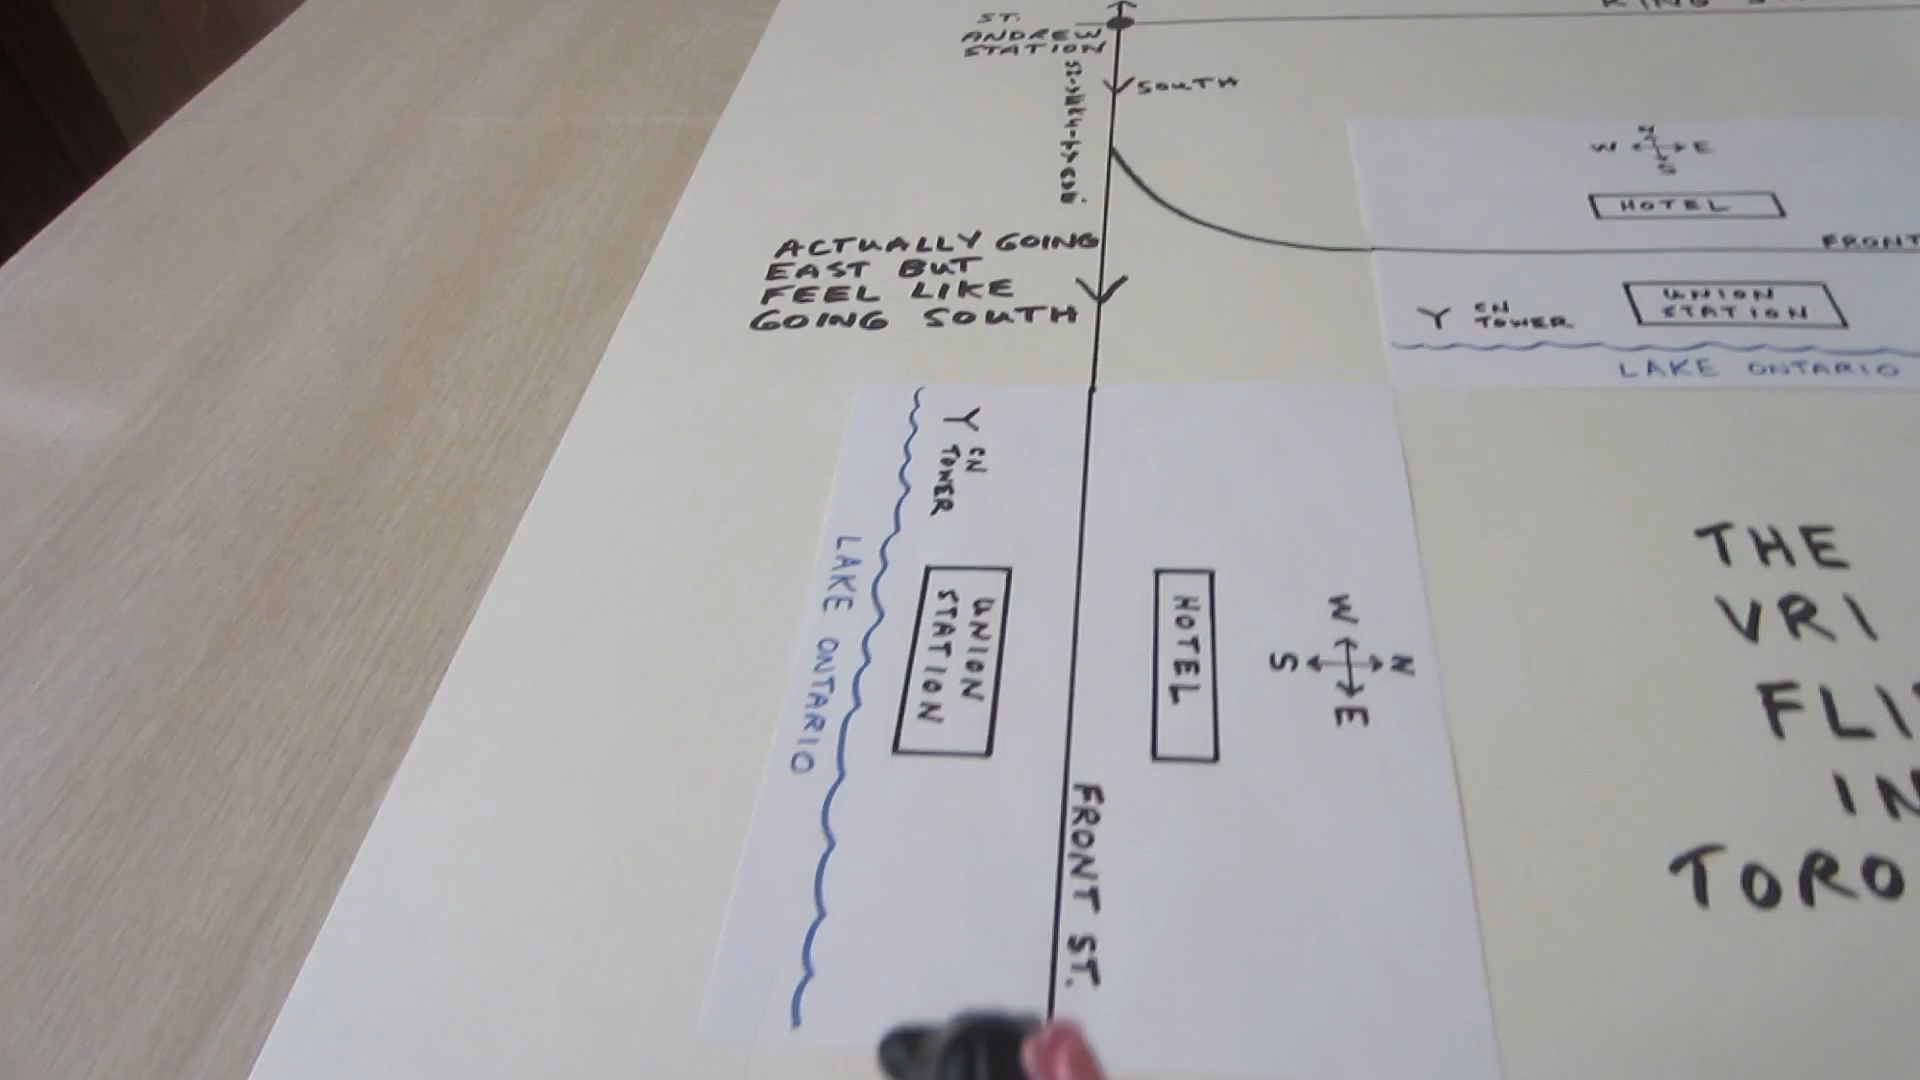 ST.
ANDREW
STATION
SOUTH
W N E
S
HOTEL
FRONT
ACTUALLY GOING
EAST BUT
FEEL LIKE
GOING SOUTH
UNION
STATION
Y CN
TOWER
LAKE ONTARIO
Y CN
TOWER
LAKE ONTARIO
UNION
STATION
HOTEL
W
S N
E
FRONT ST.
THE
VRI
FLI
IN
TORO